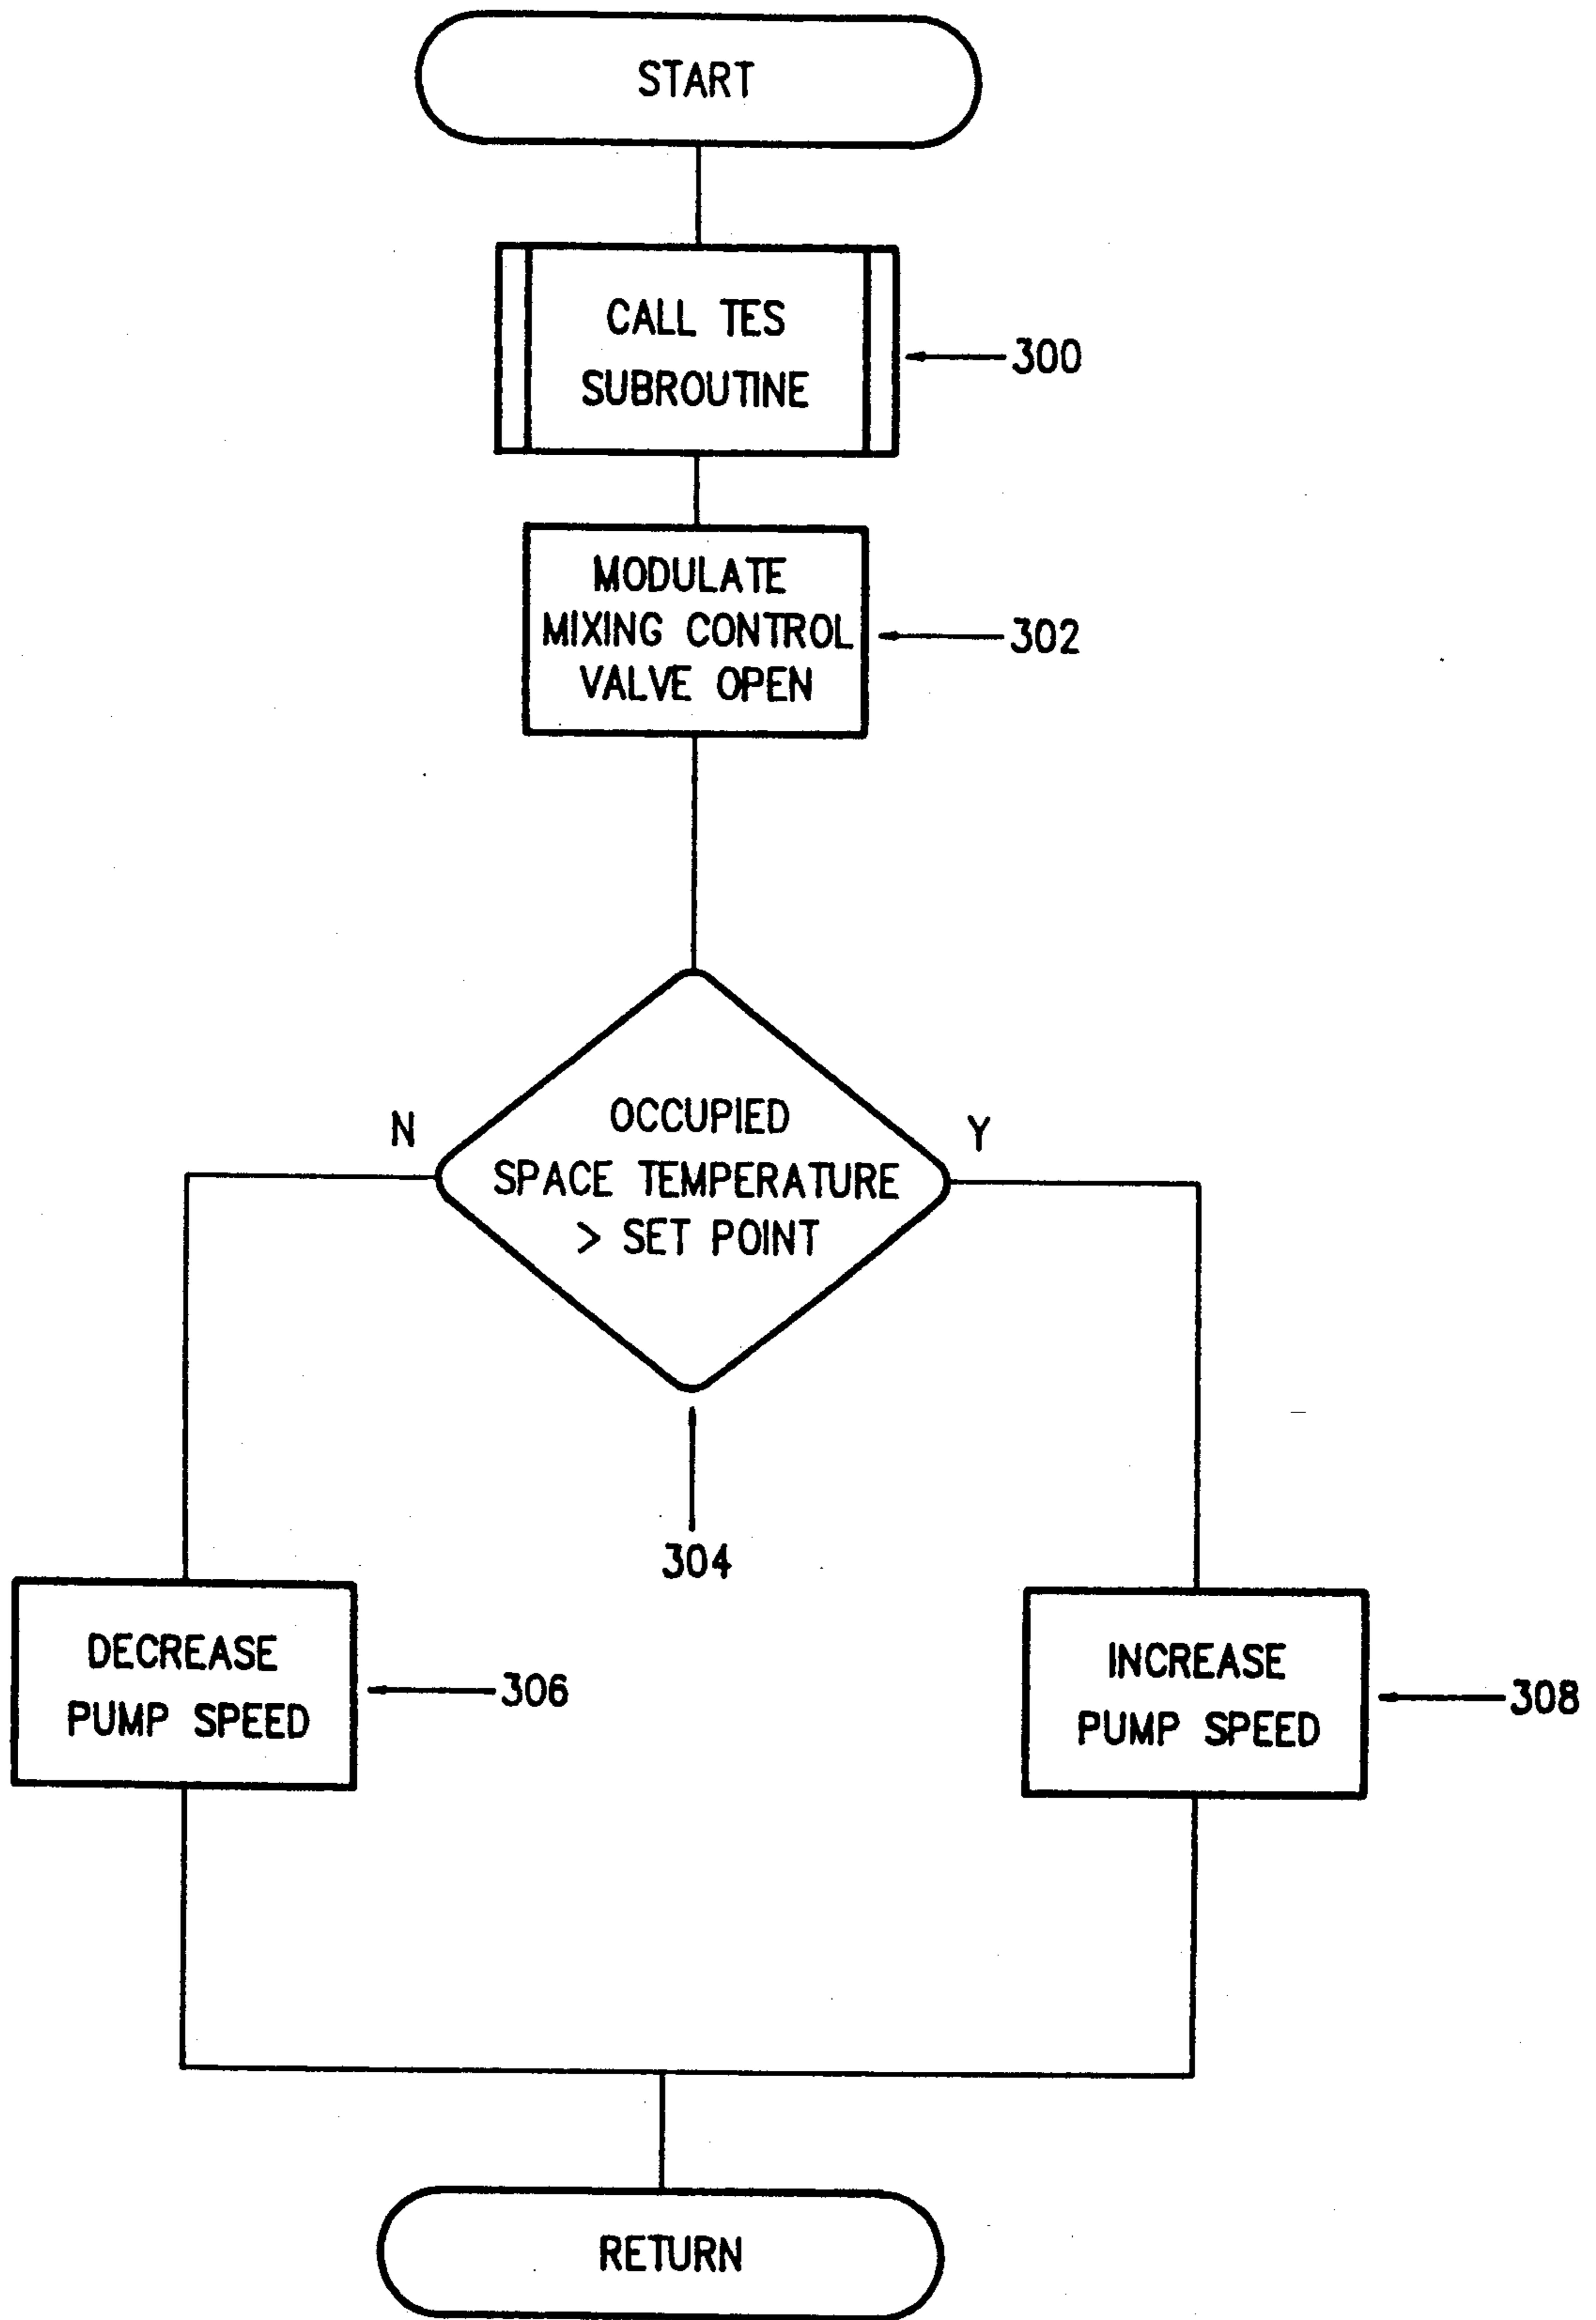 START
CALL TES
SUBROUTINE
300
MODULATE
MIXING CONTROL
VALVE OPEN
302
N
Y
OCCUPIED
SPACE TEMPERATURE
> SET POINT
304
DECREASE
PUMP SPEED
306
INCREASE
PUMP SPEED
308
RETURN